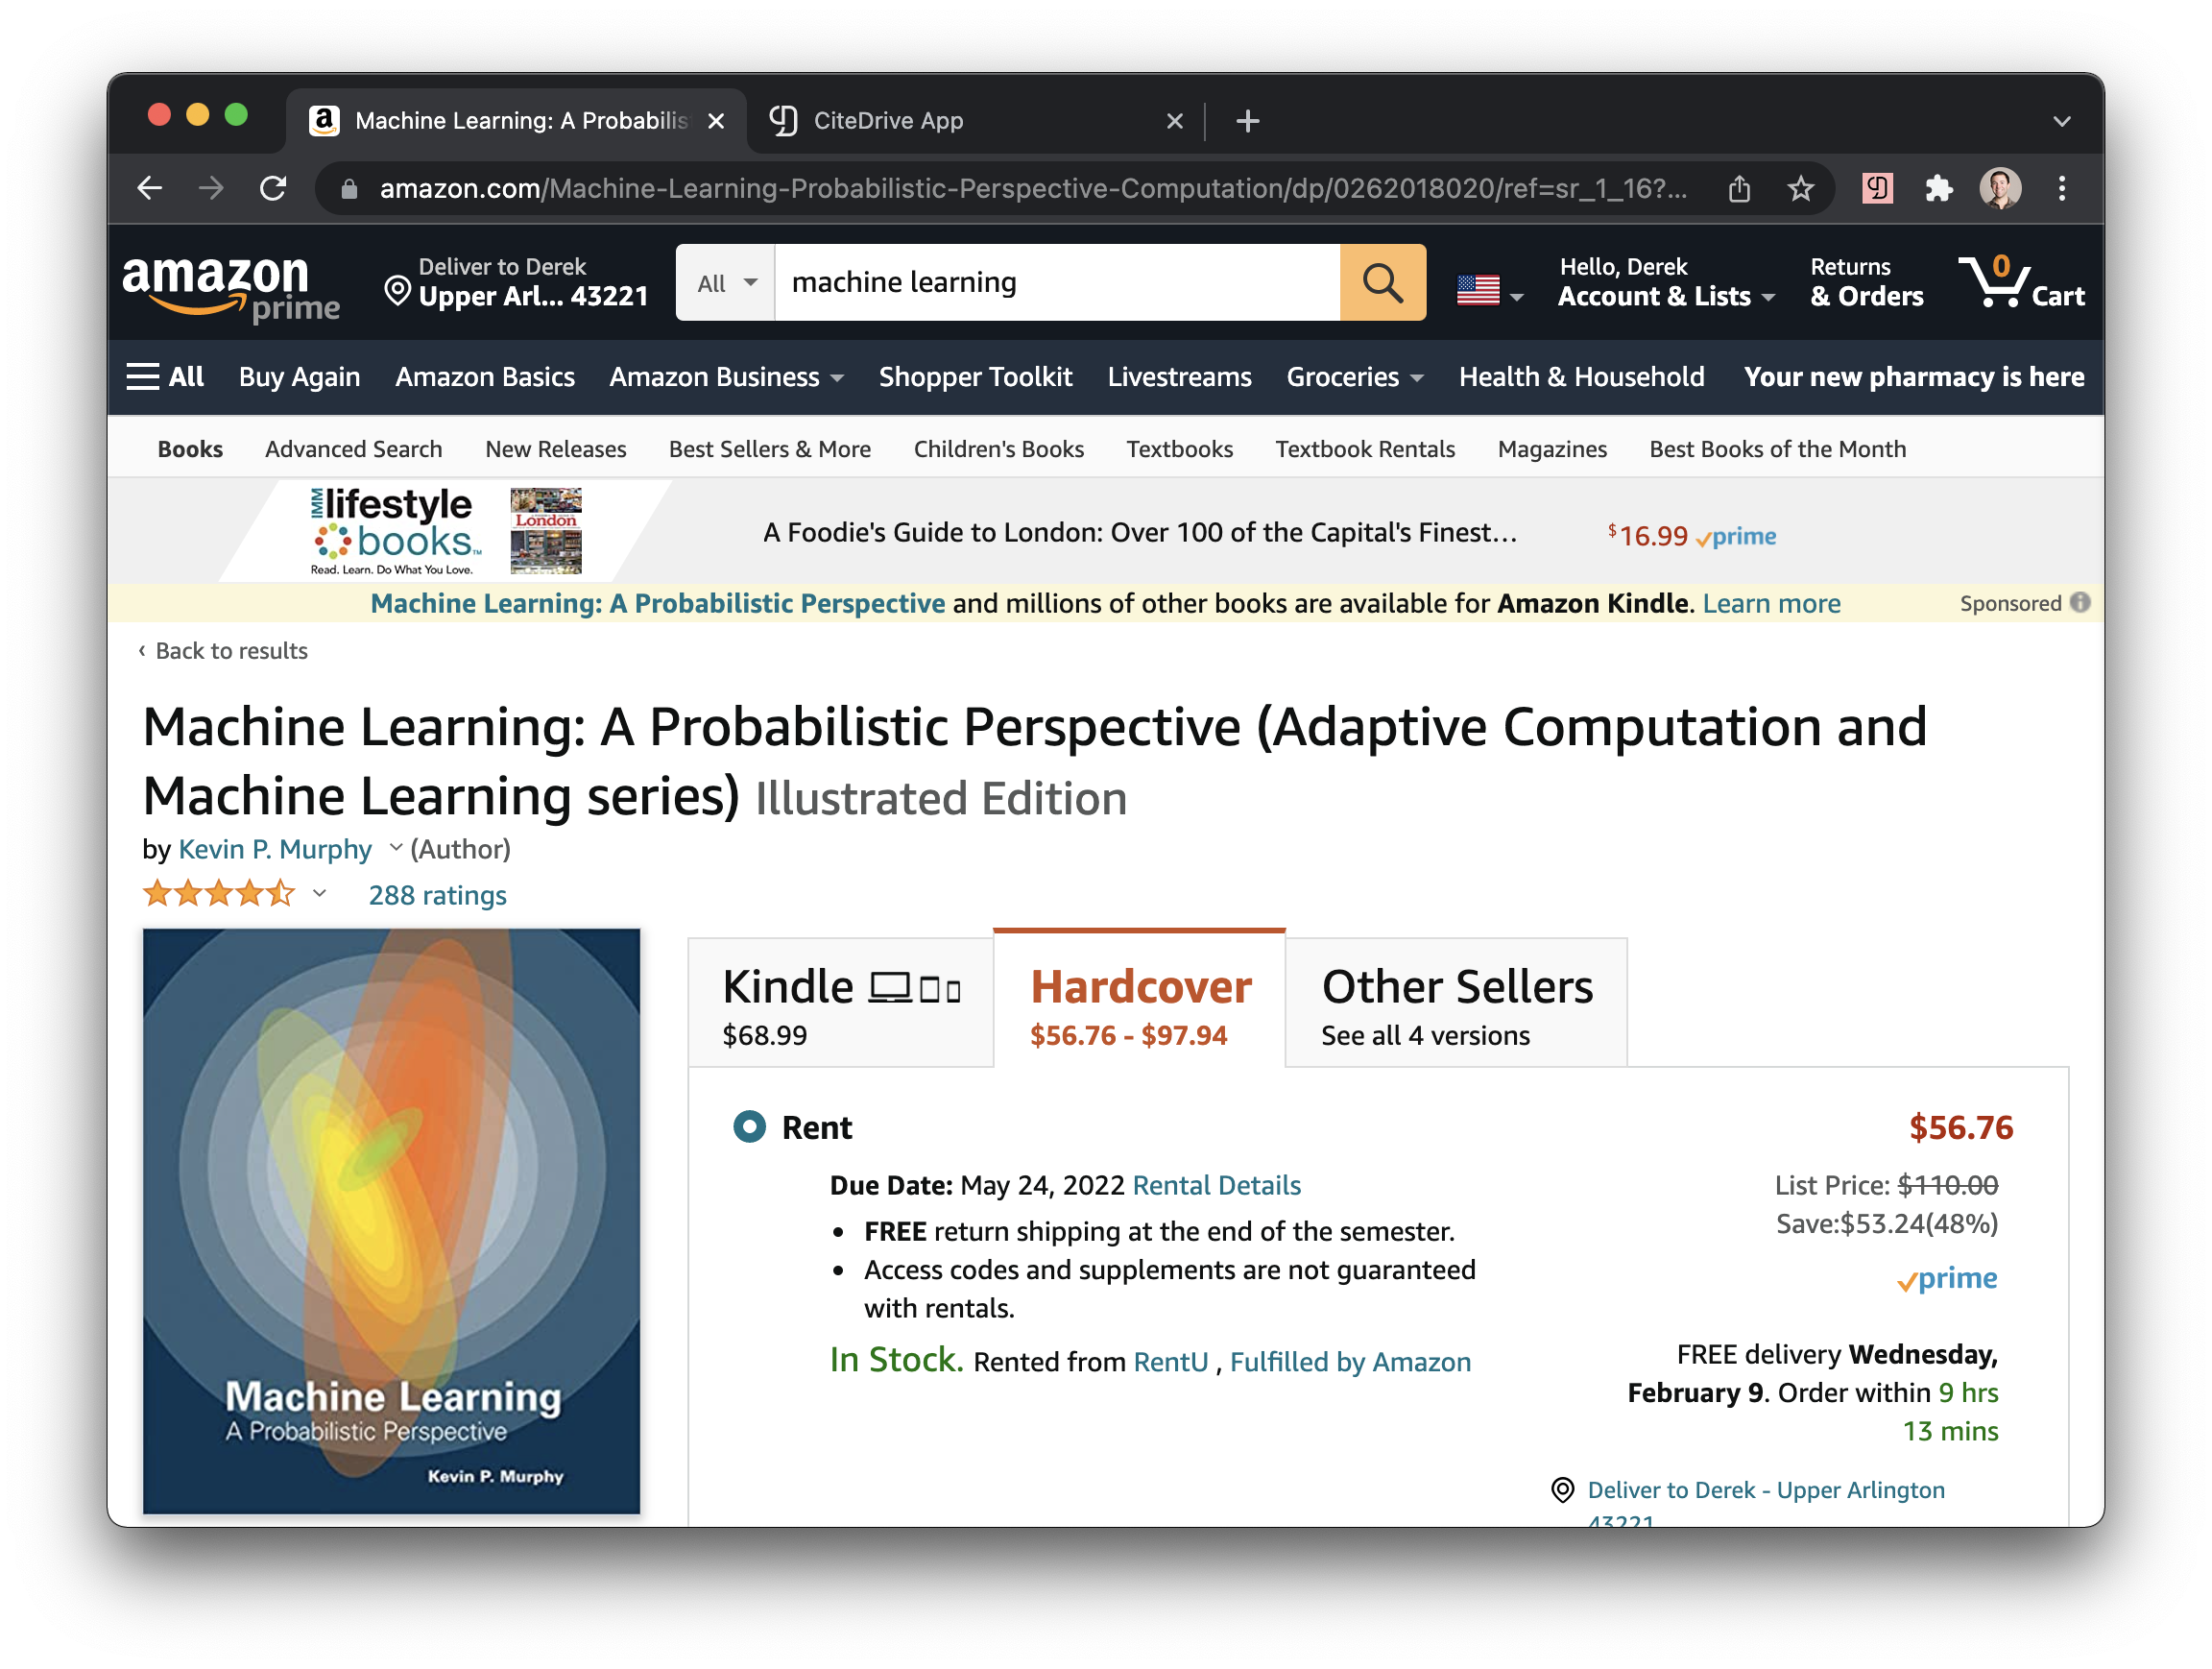 Machine Learning: A Probabilis
CiteDrive App
amazon.com/Machine-Learning-Probabilistic-Perspective-Computation/dp/0262018020/ref=sr_1_16?...
amazon
prime
Deliver to Derek
Upper Arl... 43221
All
machine learning
Hello, Derek
Account & Lists
Returns
& Orders
0
Cart
All Buy Again Amazon Basics Amazon Business Shopper Toolkit Livestreams Groceries Health & Household Your new pharmacy is here
Books Advanced Search New Releases Best Sellers & More Children's Books Textbooks Textbook Rentals Magazines Best Books of the Month
IMM lifestyle
books™
Read. Learn. Do What You Love.
London
A Foodie's Guide to London: Over 100 of the Capital's Finest...
$16.99 prime
Machine Learning: A Probabilistic Perspective and millions of other books are available for Amazon Kindle. Learn more
Sponsored
‹ Back to results
Machine Learning: A Probabilistic Perspective (Adaptive Computation and
Machine Learning series) Illustrated Edition
by Kevin P. Murphy (Author)
288 ratings
Machine Learning
A Probabilistic Perspective
Kevin P. Murphy
Kindle
$68.99
Hardcover
$56.76 - $97.94
Other Sellers
See all 4 versions
Rent
$56.76
Due Date: May 24, 2022 Rental Details
• FREE return shipping at the end of the semester.
• Access codes and supplements are not guaranteed
with rentals.
In Stock. Rented from RentU , Fulfilled by Amazon
List Price: $110.00
Save:$53.24(48%)
prime
FREE delivery Wednesday,
February 9. Order within 9 hrs
13 mins
Deliver to Derek - Upper Arlington
43221